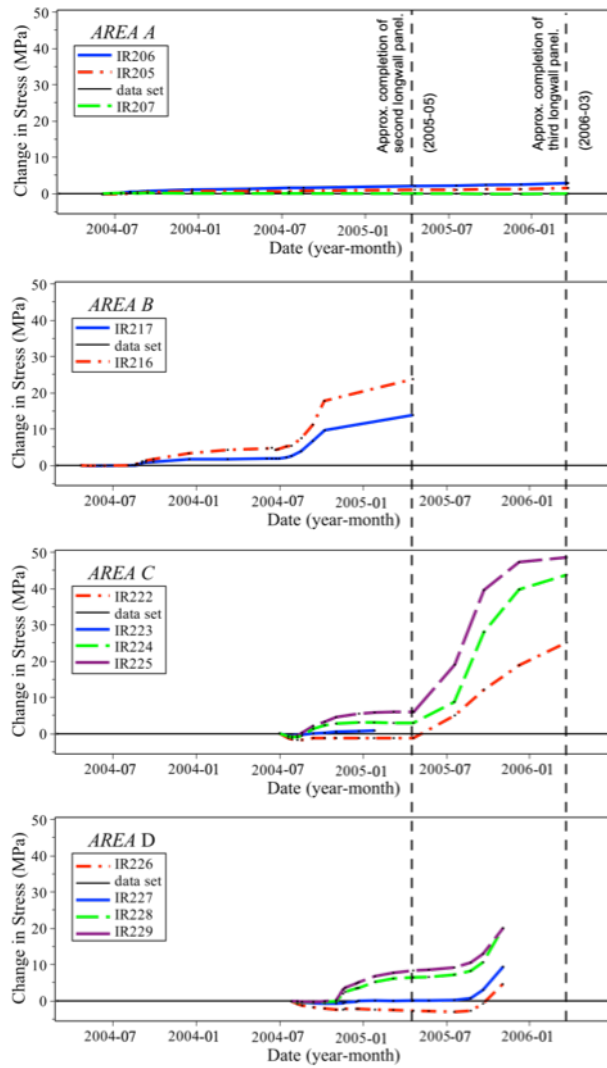 AREA A
IR206
IR205
data set
IR207
Approx. completion of
second longwall panel.
(2005-05)
Approx. completion of
third longwall panel.
(2006-03)
Change in Stress (MPa)
50
40
30
20
10
0
2004-07 2004-01 2004-07 2005-01 2005-07 2006-01
Date (year-month)
AREA B
IR217
data set
IR216
Change in Stress (MPa)
50
40
30
20
10
0
2004-07 2004-01 2004-07 2005-01 2005-07 2006-01
Date (year-month)
AREA C
IR222
data set
IR223
IR224
IR225
Change in Stress (MPa)
50
40
30
20
10
0
2004-07 2004-01 2004-07 2005-01 2005-07 2006-01
Date (year-month)
AREA D
IR226
data set
IR227
IR228
IR229
Change in Stress (MPa)
50
40
30
20
10
0
2004-07 2004-01 2004-07 2005-01 2005-07 2006-01
Date (year-month)